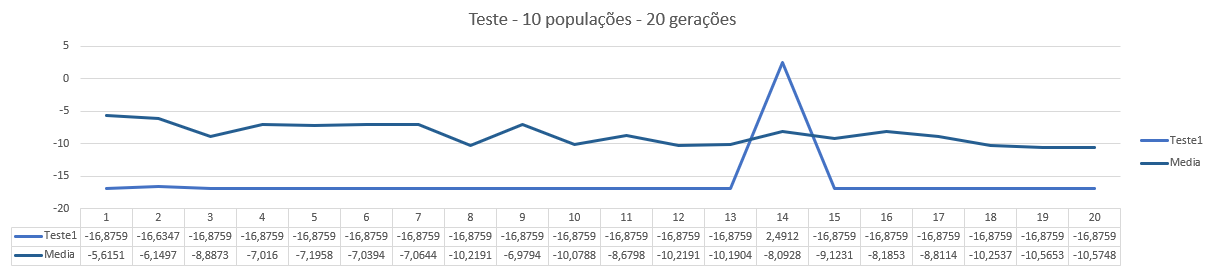 Teste - 10 populações - 20 gerações
5
0
-5
-10
-15
-20
1 2 3 4 5 6 7 8 9 10 11 12 13 14 15 16 17 18 19 20
Teste1 -16,8759 -16,6347 -16,8759 -16,8759 -16,8759 -16,8759 -16,8759 -16,8759 -16,8759 -16,8759 -16,8759 -16,8759 -16,8759 2,4912 -16,8759 -16,8759 -16,8759 -16,8759 -16,8759 -16,8759
Media -5,6151 -6,1497 -8,8873 -7,016 -7,1958 -7,0394 -7,0644 -10,2191 -6,9794 -10,0788 -8,6798 -10,2191 -10,1904 -8,0928 -9,1231 -8,1853 -8,8114 -10,2537 -10,5653 -10,5748
Teste1
Media